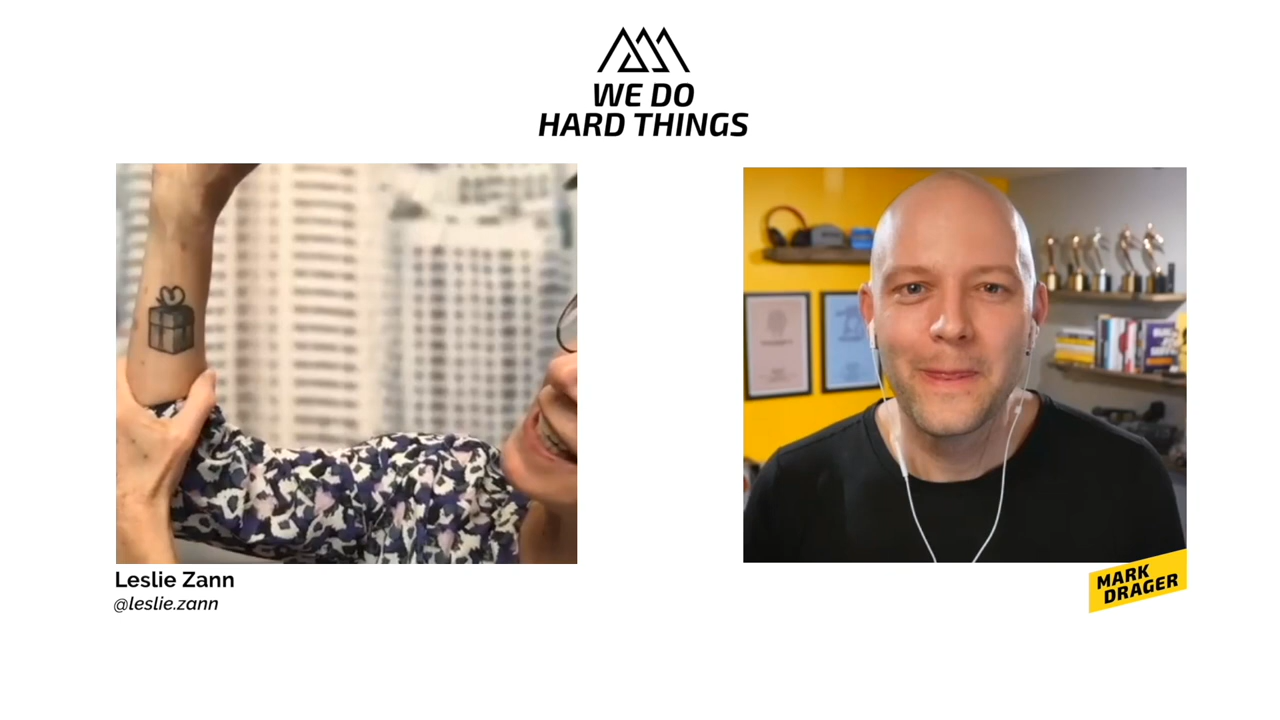 WE DO
HARD THINGS
Leslie Zann
@leslie.zann
MARK
DRAGER